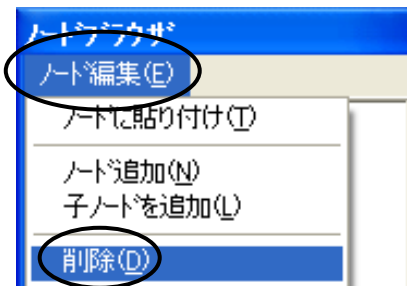 ノードブラウザ
ノード編集(E)
ノードに貼り付け(T)
ノード追加(N)
子ノードを追加(L)
削除(D)